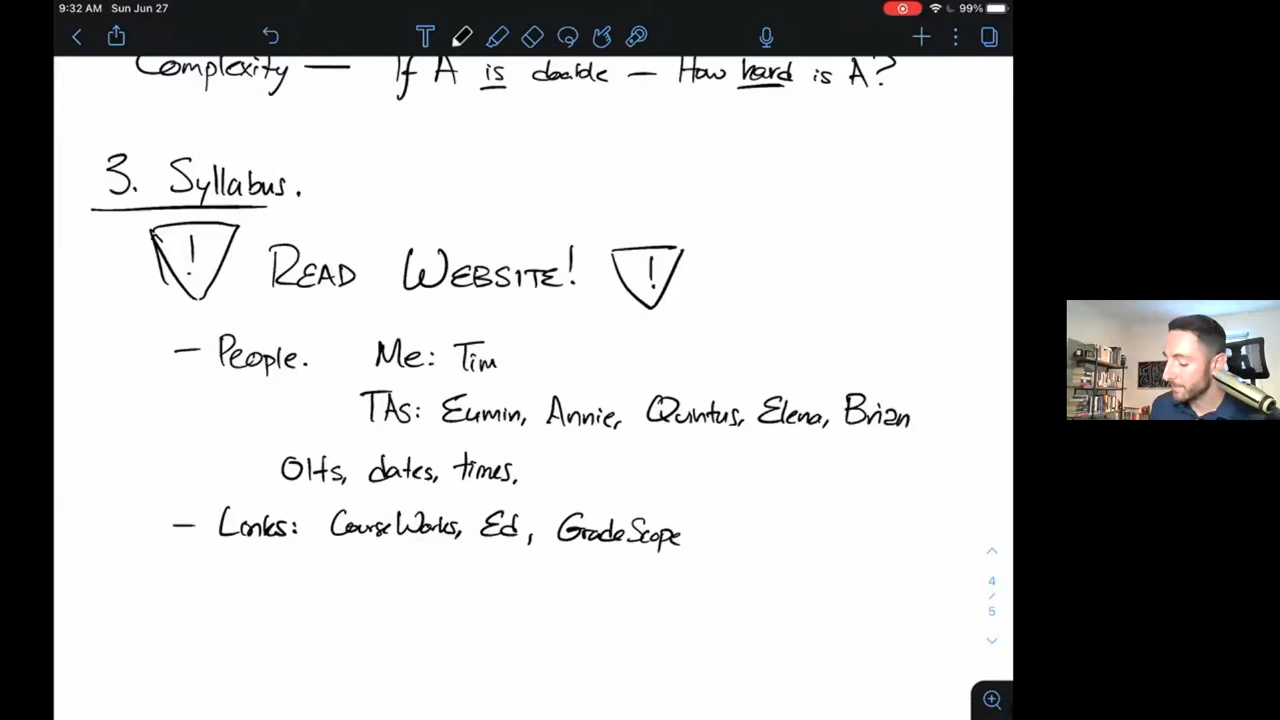 9:32 AM Sun Jun 27
99%
T
Complexity — If A is decidable — How hard is A?
3. Syllabus.
! READ WEBSITE! !
— People. Me: Tim
TAs: Eumin, Annie, Quintus, Elena, Brian
OHs, dates, times,
— Links: CourseWorks, Ed, GradeScope
4
/
5